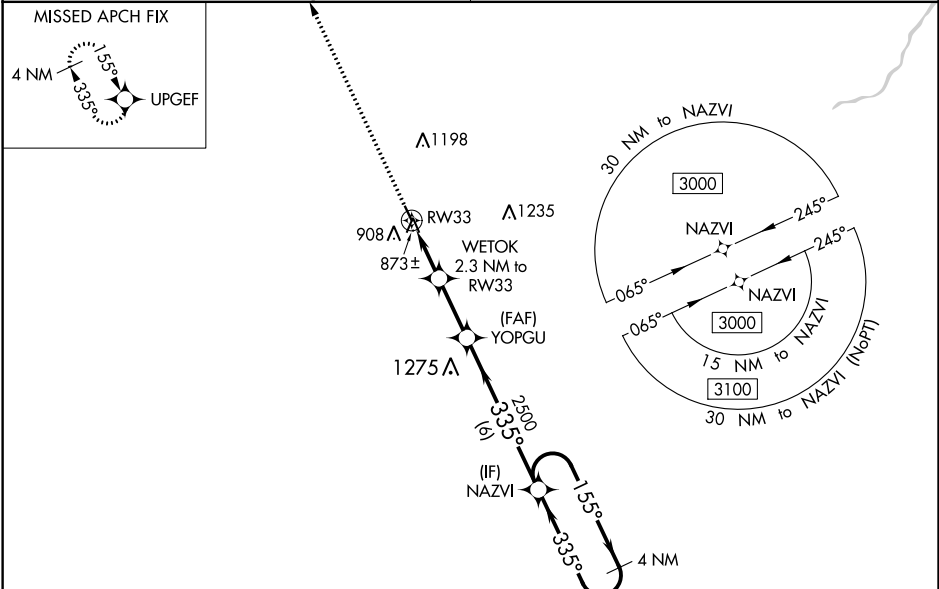 MISSED APCH FIX
4 NM
155°
335°
UPGEF
1198
1235
RW33
908
873±
WETOK
2.3 NM to
RW33
(FAF)
YOPGU
1275
2500
335°
(6)
(IF)
NAZVI
155°
335°
4 NM
30 NM to NAZVI
3000
NAZVI
245°
065°
245°
065°
NAZVI
3000
15 NM to NAZVI
3100
30 NM to NAZVI (NoPT)